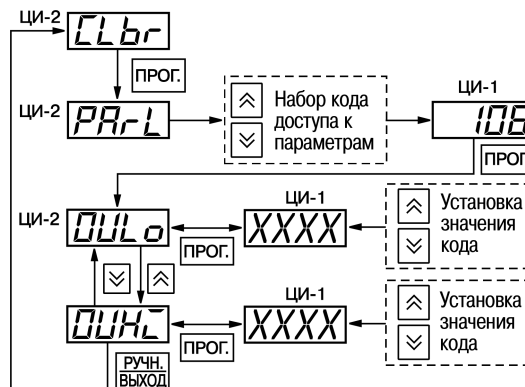 ЦИ-2
CLbr
ПРОГ.
ЦИ-2
PArL
Набор кода
доступа к
параметрам
ЦИ-1
ПРОГ
ЦИ-2
OULo
ПРОГ.
ЦИ-1
XXXX
Установка
значения
кода
OUHi
ПРОГ.
ЦИ-1
XXXX
Установка
значения
кода
РУЧН.
ВЫХОД